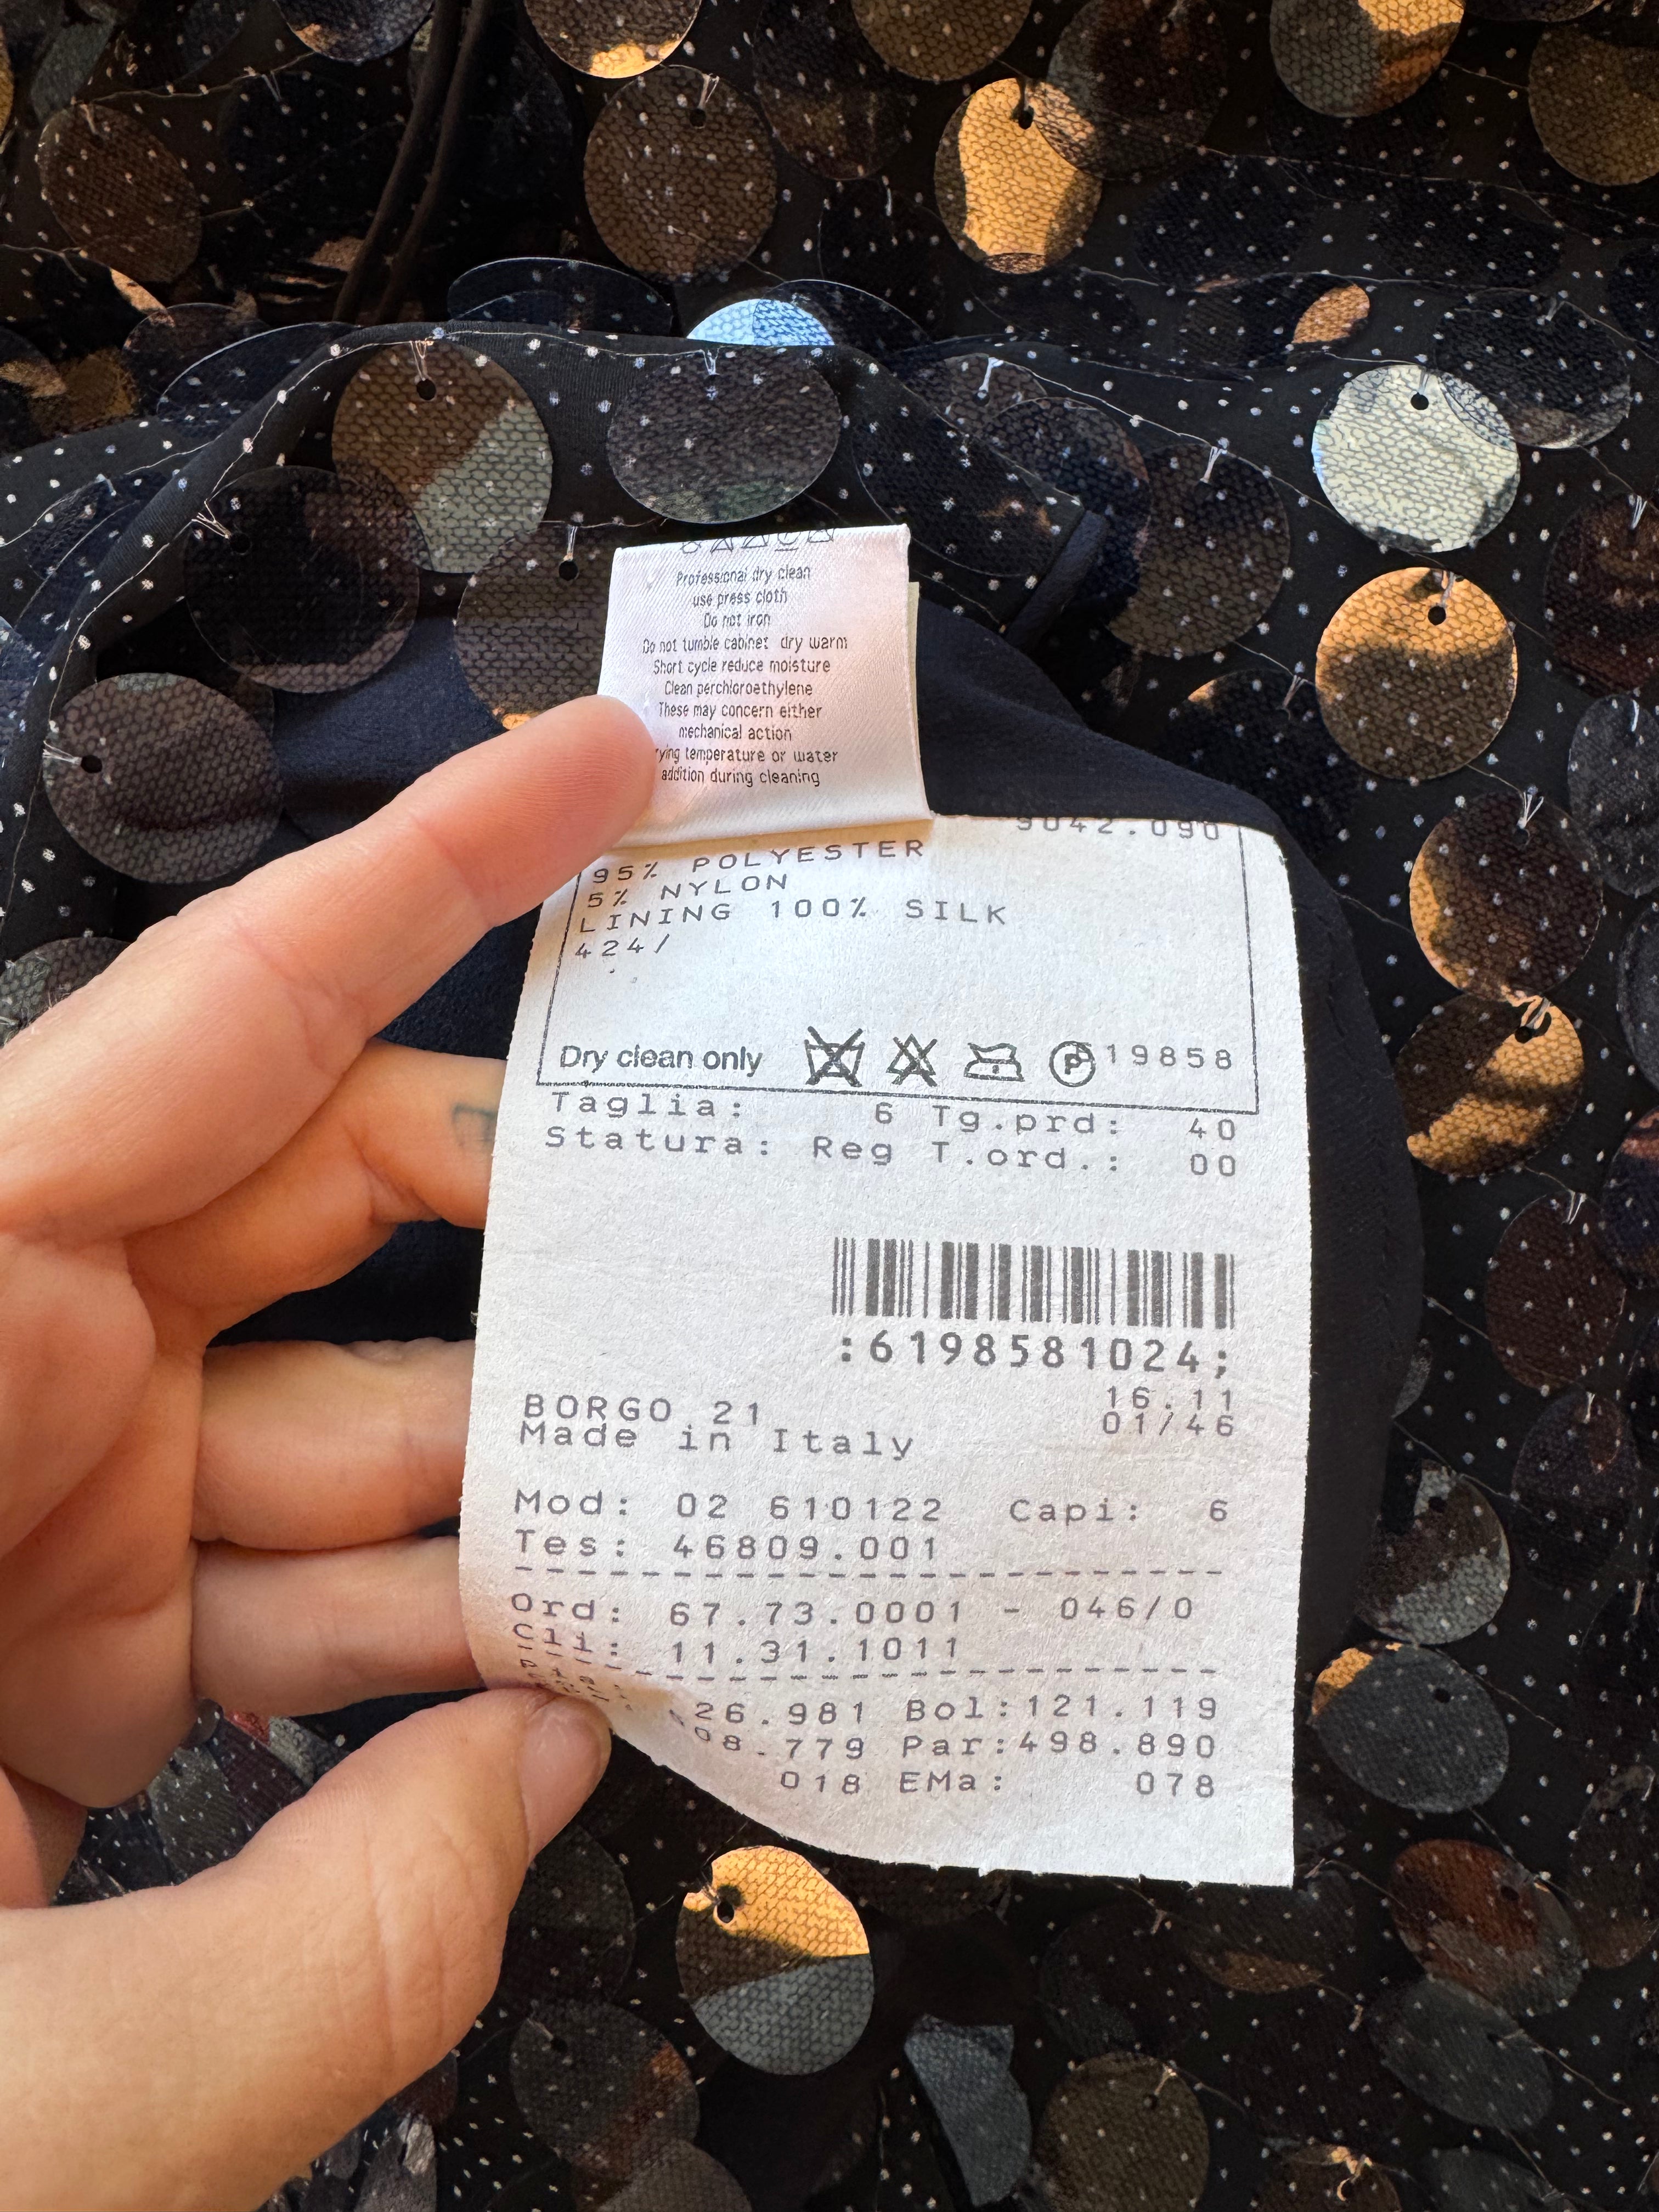 Professional dry clean
use press cloth
Do not iron
Do not tumble cabinet dry warm
Short cycle reduce moisture
Clean perchloroethylene
These may concern either
mechanical action
rying temperature or water
addition during cleaning
9042.090
95% POLYESTER
5% NYLON
LINING 100% SILK
424/
Dry clean only P 619858
Taglia: 6 Tg.prd: 40
Statura: Reg T.ord.: 00
:6198581024;
16.11
BORGO 21 01/46
Made in Italy
Mod: 02 610122 Capi: 6
Tes: 46809.001
Ord: 67.73.0001 - 046/0
Cli: 11.31.1011
26.981 Bol:121.119
08.779 Par:498.890
018 EMa: 078